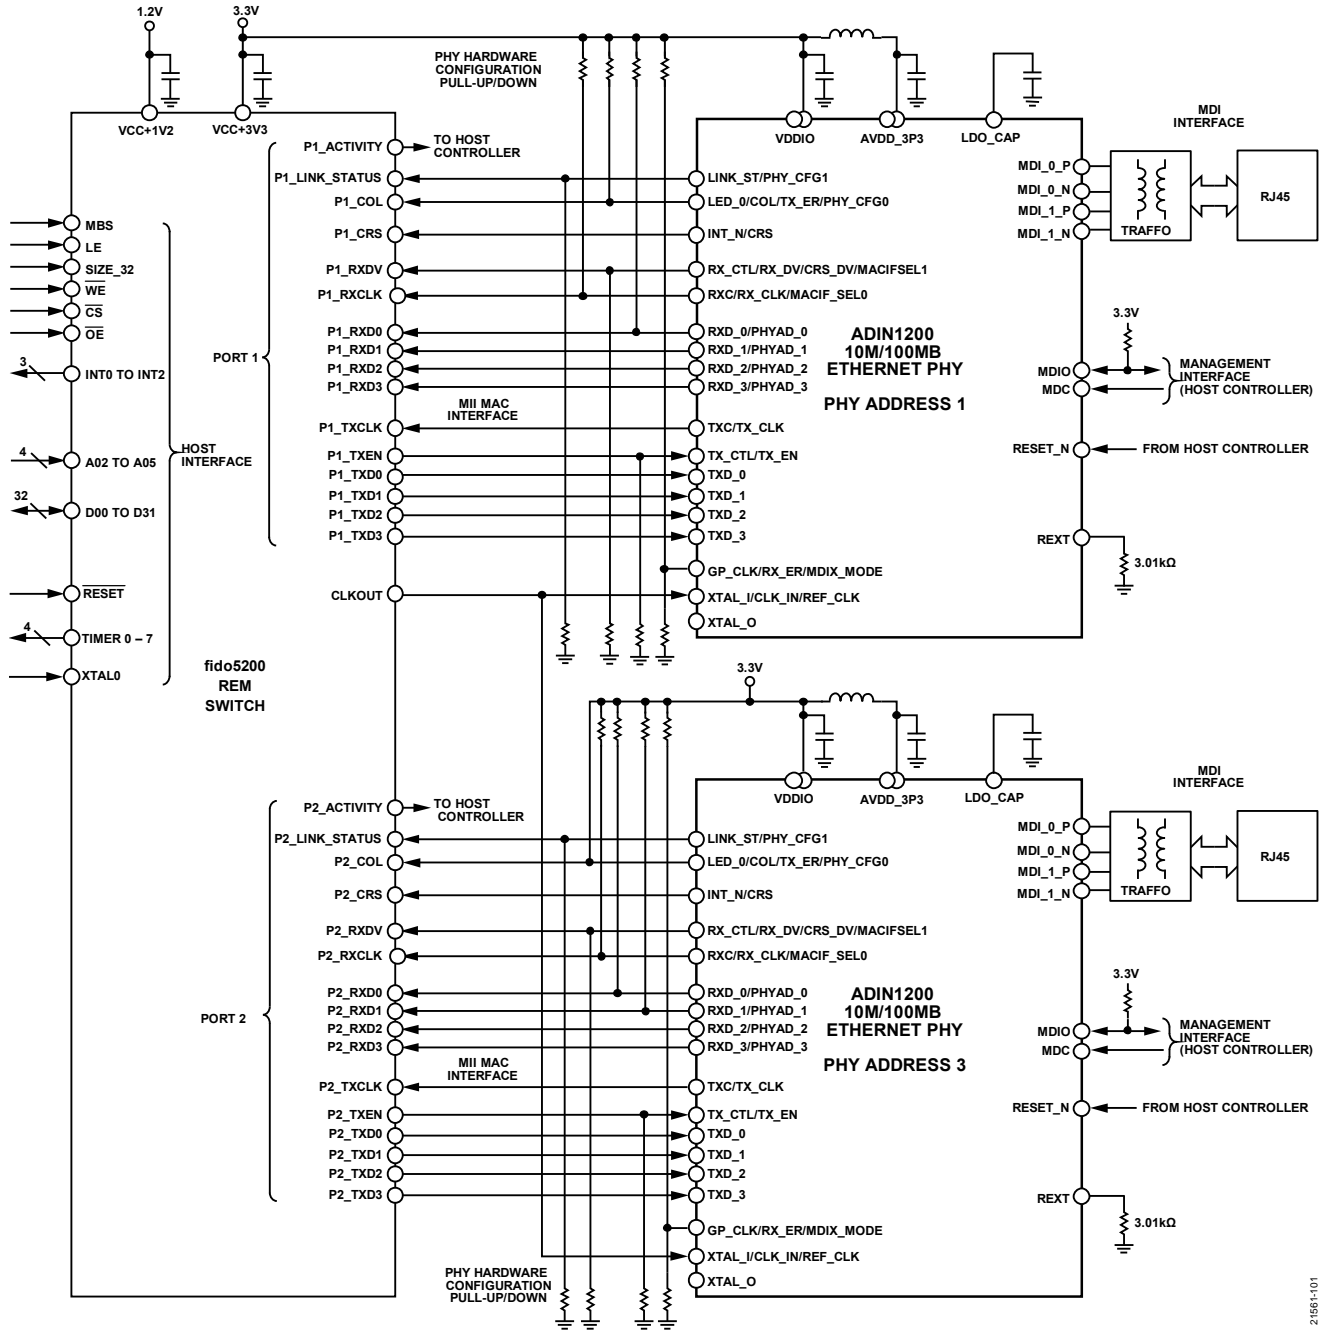 1.2V
3.3V
PHY HARDWARE
CONFIGURATION
PULL-UP/DOWN
VCC+1V2
VCC+3V3
VDDIO
AVDD_3P3
LDO_CAP
MDI
INTERFACE
P1_ACTIVITY
TO HOST
CONTROLLER
P1_LINK_STATUS
P1_COL
P1_CRS
P1_RXDV
P1_RXCLK
P1_RXD0
P1_RXD1
P1_RXD2
P1_RXD3
MII MAC
INTERFACE
P1_TXCLK
P1_TXEN
P1_TXD0
P1_TXD1
P1_TXD2
P1_TXD3
CLKOUT
PORT 1
MBS
LE
SIZE_32
WE
CS
OE
3
INT0 TO INT2
4
A02 TO A05
32
D00 TO D31
RESET
4
TIMER 0 – 7
XTAL0
HOST
INTERFACE
fido5200
REM
SWITCH
LINK_ST/PHY_CFG1
LED_0/COL/TX_ER/PHY_CFG0
INT_N/CRS
RX_CTL/RX_DV/CRS_DV/MACIFSEL1
RXC/RX_CLK/MACIF_SEL0
RXD_0/PHYAD_0
RXD_1/PHYAD_1
RXD_2/PHYAD_2
RXD_3/PHYAD_3
TXC/TX_CLK
TX_CTL/TX_EN
TXD_0
TXD_1
TXD_2
TXD_3
GP_CLK/RX_ER/MDIX_MODE
XTAL_I/CLK_IN/REF_CLK
XTAL_O
ADIN1200
10M/100MB
ETHERNET PHY
PHY ADDRESS 1
MDI_0_P
MDI_0_N
MDI_1_P
MDI_1_N
TRAFFO
RJ45
3.3V
MDIO
MDC
MANAGEMENT
INTERFACE
(HOST CONTROLLER)
RESET_N
FROM HOST CONTROLLER
REXT
3.01kΩ
3.3V
VDDIO
AVDD_3P3
LDO_CAP
MDI
INTERFACE
P2_ACTIVITY
TO HOST
CONTROLLER
P2_LINK_STATUS
P2_COL
P2_CRS
P2_RXDV
P2_RXCLK
P2_RXD0
P2_RXD1
P2_RXD2
P2_RXD3
MII MAC
INTERFACE
P2_TXCLK
P2_TXEN
P2_TXD0
P2_TXD1
P2_TXD2
P2_TXD3
PORT 2
LINK_ST/PHY_CFG1
LED_0/COL/TX_ER/PHY_CFG0
INT_N/CRS
RX_CTL/RX_DV/CRS_DV/MACIFSEL1
RXC/RX_CLK/MACIF_SEL0
RXD_0/PHYAD_0
RXD_1/PHYAD_1
RXD_2/PHYAD_2
RXD_3/PHYAD_3
TXC/TX_CLK
TX_CTL/TX_EN
TXD_0
TXD_1
TXD_2
TXD_3
GP_CLK/RX_ER/MDIX_MODE
XTAL_I/CLK_IN/REF_CLK
XTAL_O
ADIN1200
10M/100MB
ETHERNET PHY
PHY ADDRESS 3
MDI_0_P
MDI_0_N
MDI_1_P
MDI_1_N
TRAFFO
RJ45
3.3V
MDIO
MDC
MANAGEMENT
INTERFACE
(HOST CONTROLLER)
RESET_N
FROM HOST CONTROLLER
REXT
3.01kΩ
PHY HARDWARE
CONFIGURATION
PULL-UP/DOWN
21561-101